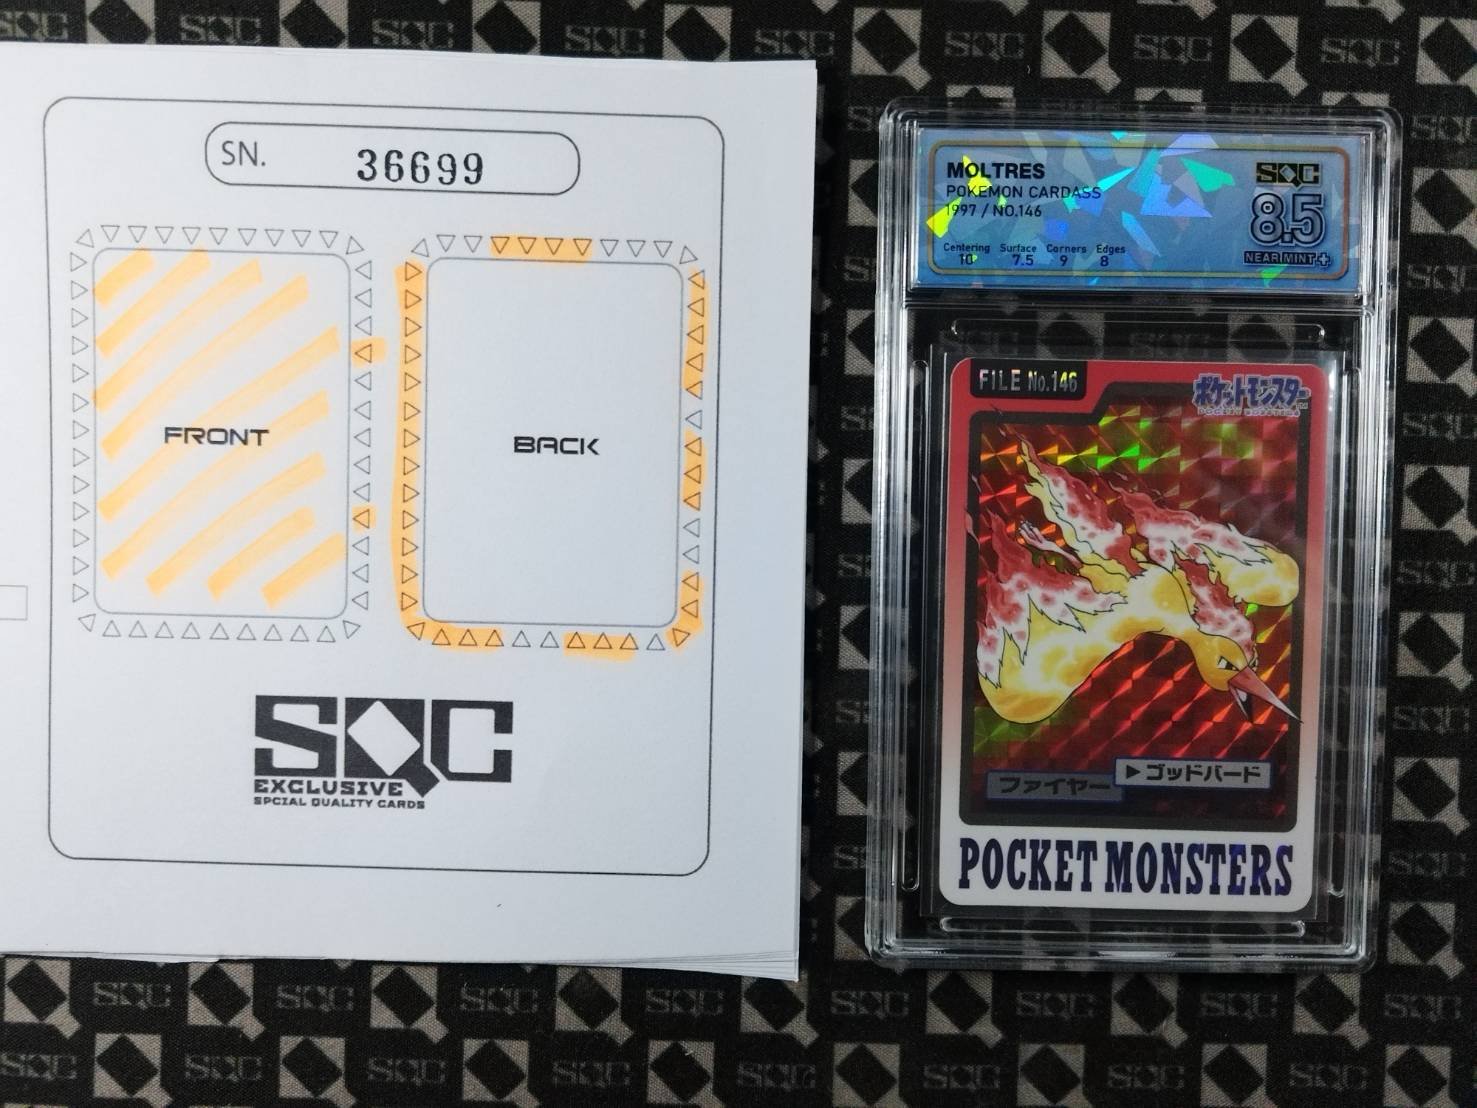 SN. 36699
FRONT
BACK
SQC
EXCLUSIVE
SPCIAL QUALITY CARDS
MOLTRES
POKEMON CARDASS
1997 / NO.146
SQC
8.5
NEAR MINT+
Centering Surface Corners Edges
10 7.5 9 8
FILE No.146
ポケットモンスター
POCKET MONSTERS
ファイヤー
▶ゴッドバード
POCKET MONSTERS